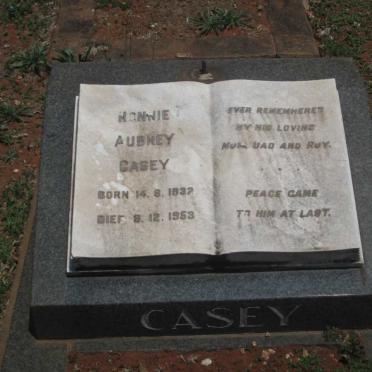 AUBREY
CASEY
BORN 14. 8. 1932
DIED 8. 12. 1953
EVER REMEMBERED
BY HIS LOVING
MUM, DAD AND ROY.
PEACE CAME
TO HIM AT LAST.
CASEY